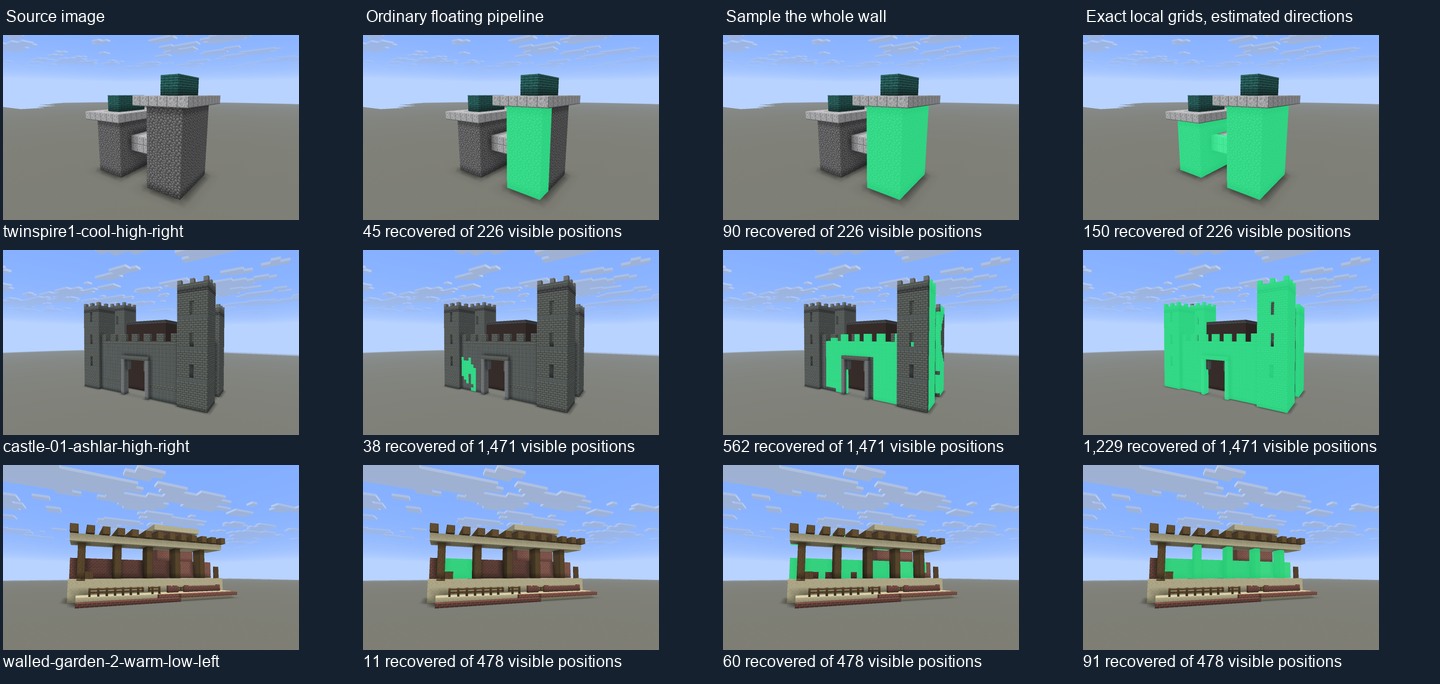 Source image
Ordinary floating pipeline
Sample the whole wall
Exact local grids, estimated directions
twinspire1-cool-high-right
45 recovered of 226 visible positions
90 recovered of 226 visible positions
150 recovered of 226 visible positions
castle-01-ashlar-high-right
38 recovered of 1,471 visible positions
562 recovered of 1,471 visible positions
1,229 recovered of 1,471 visible positions
walled-garden-2-warm-low-left
11 recovered of 478 visible positions
60 recovered of 478 visible positions
91 recovered of 478 visible positions